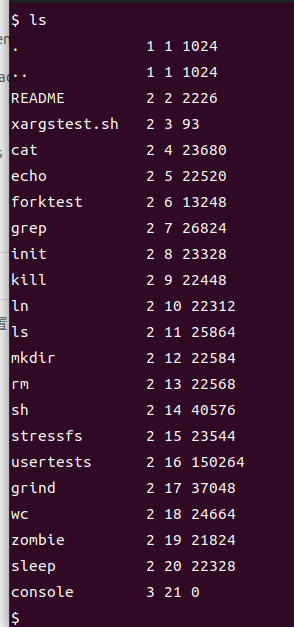 $ ls
. 1 1 1024
.. 1 1 1024
README 2 2 2226
xargstest.sh 2 3 93
cat 2 4 23680
echo 2 5 22520
forktest 2 6 13248
grep 2 7 26824
init 2 8 23328
kill 2 9 22448
ln 2 10 22312
ls 2 11 25864
mkdir 2 12 22584
rm 2 13 22568
sh 2 14 40576
stressfs 2 15 23544
usertests 2 16 150264
grind 2 17 37048
wc 2 18 24664
zombie 2 19 21824
sleep 2 20 22328
console 3 21 0
$